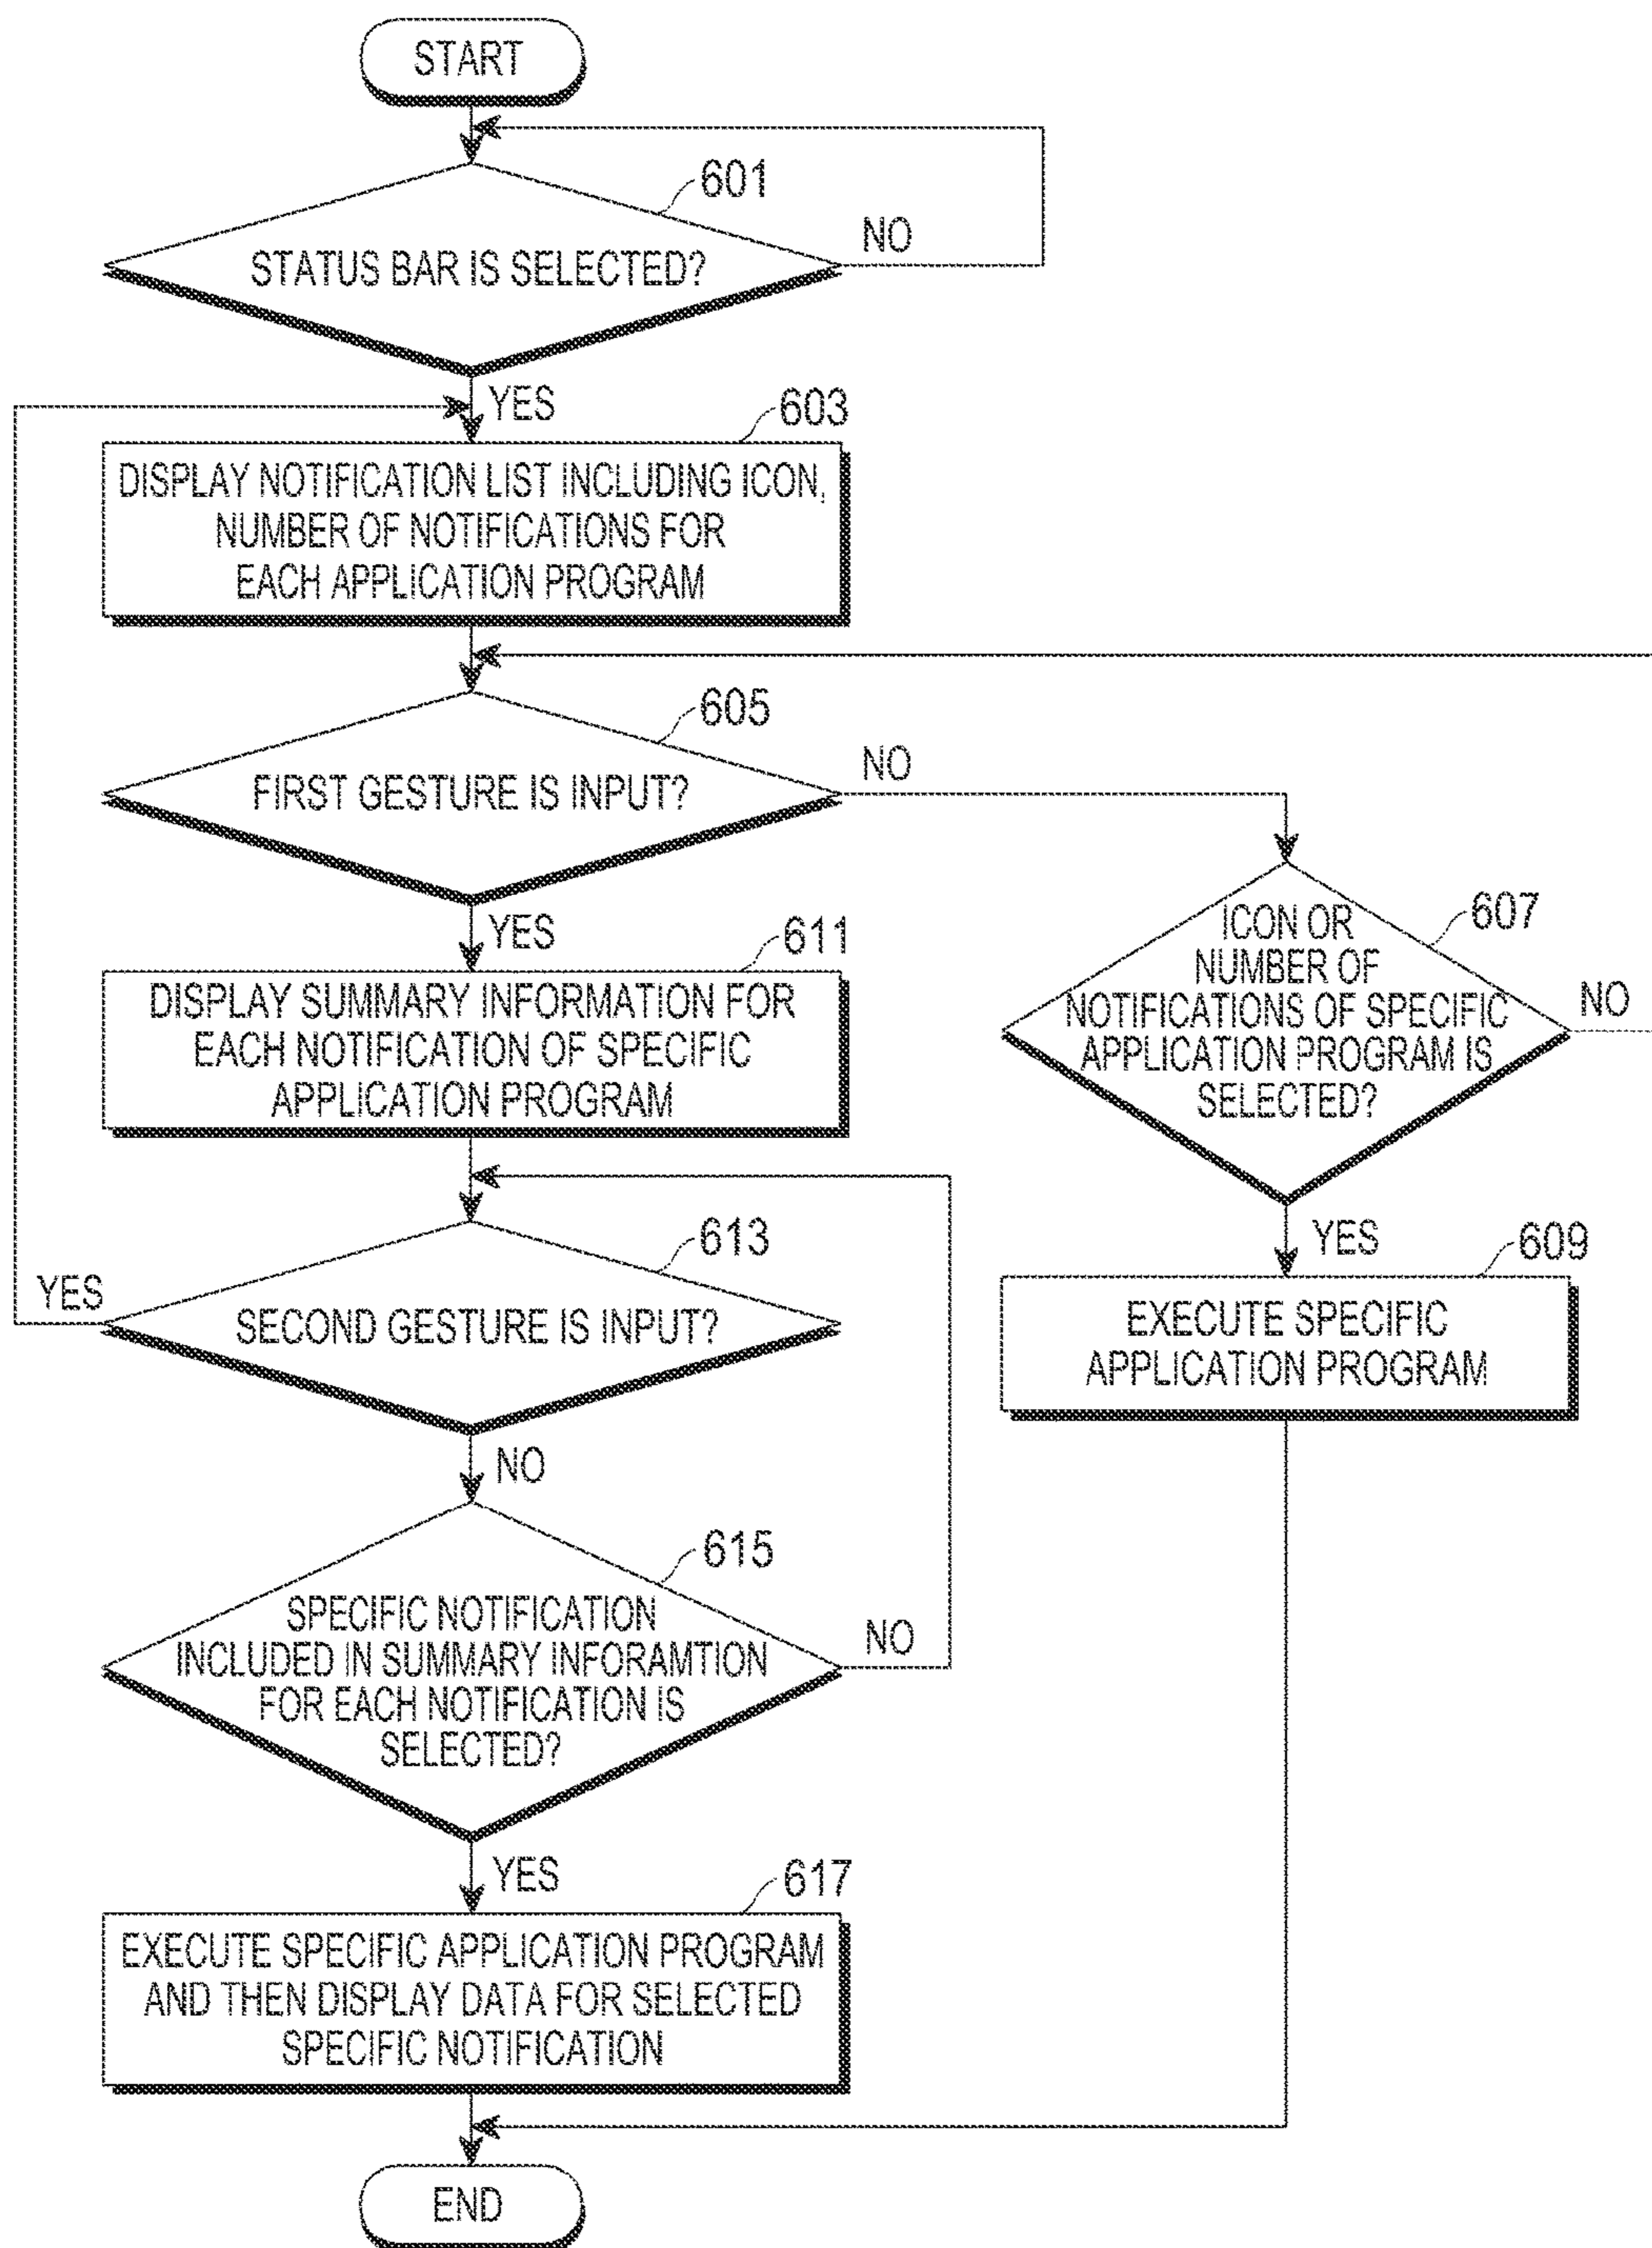 START
601
STATUS BAR IS SELECTED?
NO
YES
603
DISPLAY NOTIFICATION LIST INCLUDING ICON,
NUMBER OF NOTIFICATIONS FOR
EACH APPLICATION PROGRAM
605
FIRST GESTURE IS INPUT?
NO
YES
607
ICON OR
NUMBER OF
NOTIFICATIONS OF SPECIFIC
APPLICATION PROGRAM IS
SELECTED?
NO
YES
609
EXECUTE SPECIFIC
APPLICATION PROGRAM
611
DISPLAY SUMMARY INFORMATION FOR
EACH NOTIFICATION OF SPECIFIC
APPLICATION PROGRAM
613
YES
SECOND GESTURE IS INPUT?
NO
615
SPECIFIC NOTIFICATION
INCLUDED IN SUMMARY INFORAMTION
FOR EACH NOTIFICATION IS
SELECTED?
NO
YES
617
EXECUTE SPECIFIC APPLICATION PROGRAM
AND THEN DISPLAY DATA FOR SELECTED
SPECIFIC NOTIFICATION
END